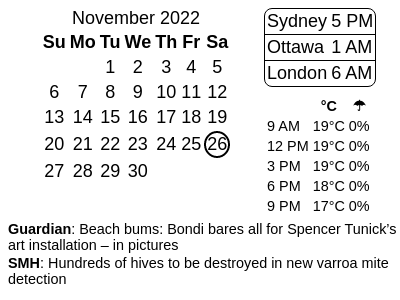 November 2022
Su Mo Tu We Th Fr Sa
1 2 3 4 5
6 7 8 9 10 11 12
13 14 15 16 17 18 19
20 21 22 23 24 25 26
27 28 29 30
Sydney 5 PM
Ottawa 1 AM
London 6 AM
°C ☂
9 AM 19°C 0%
12 PM 19°C 0%
3 PM 19°C 0%
6 PM 18°C 0%
9 PM 17°C 0%
Guardian: Beach bums: Bondi bares all for Spencer Tunick's
art installation – in pictures
SMH: Hundreds of hives to be destroyed in new varroa mite
detection